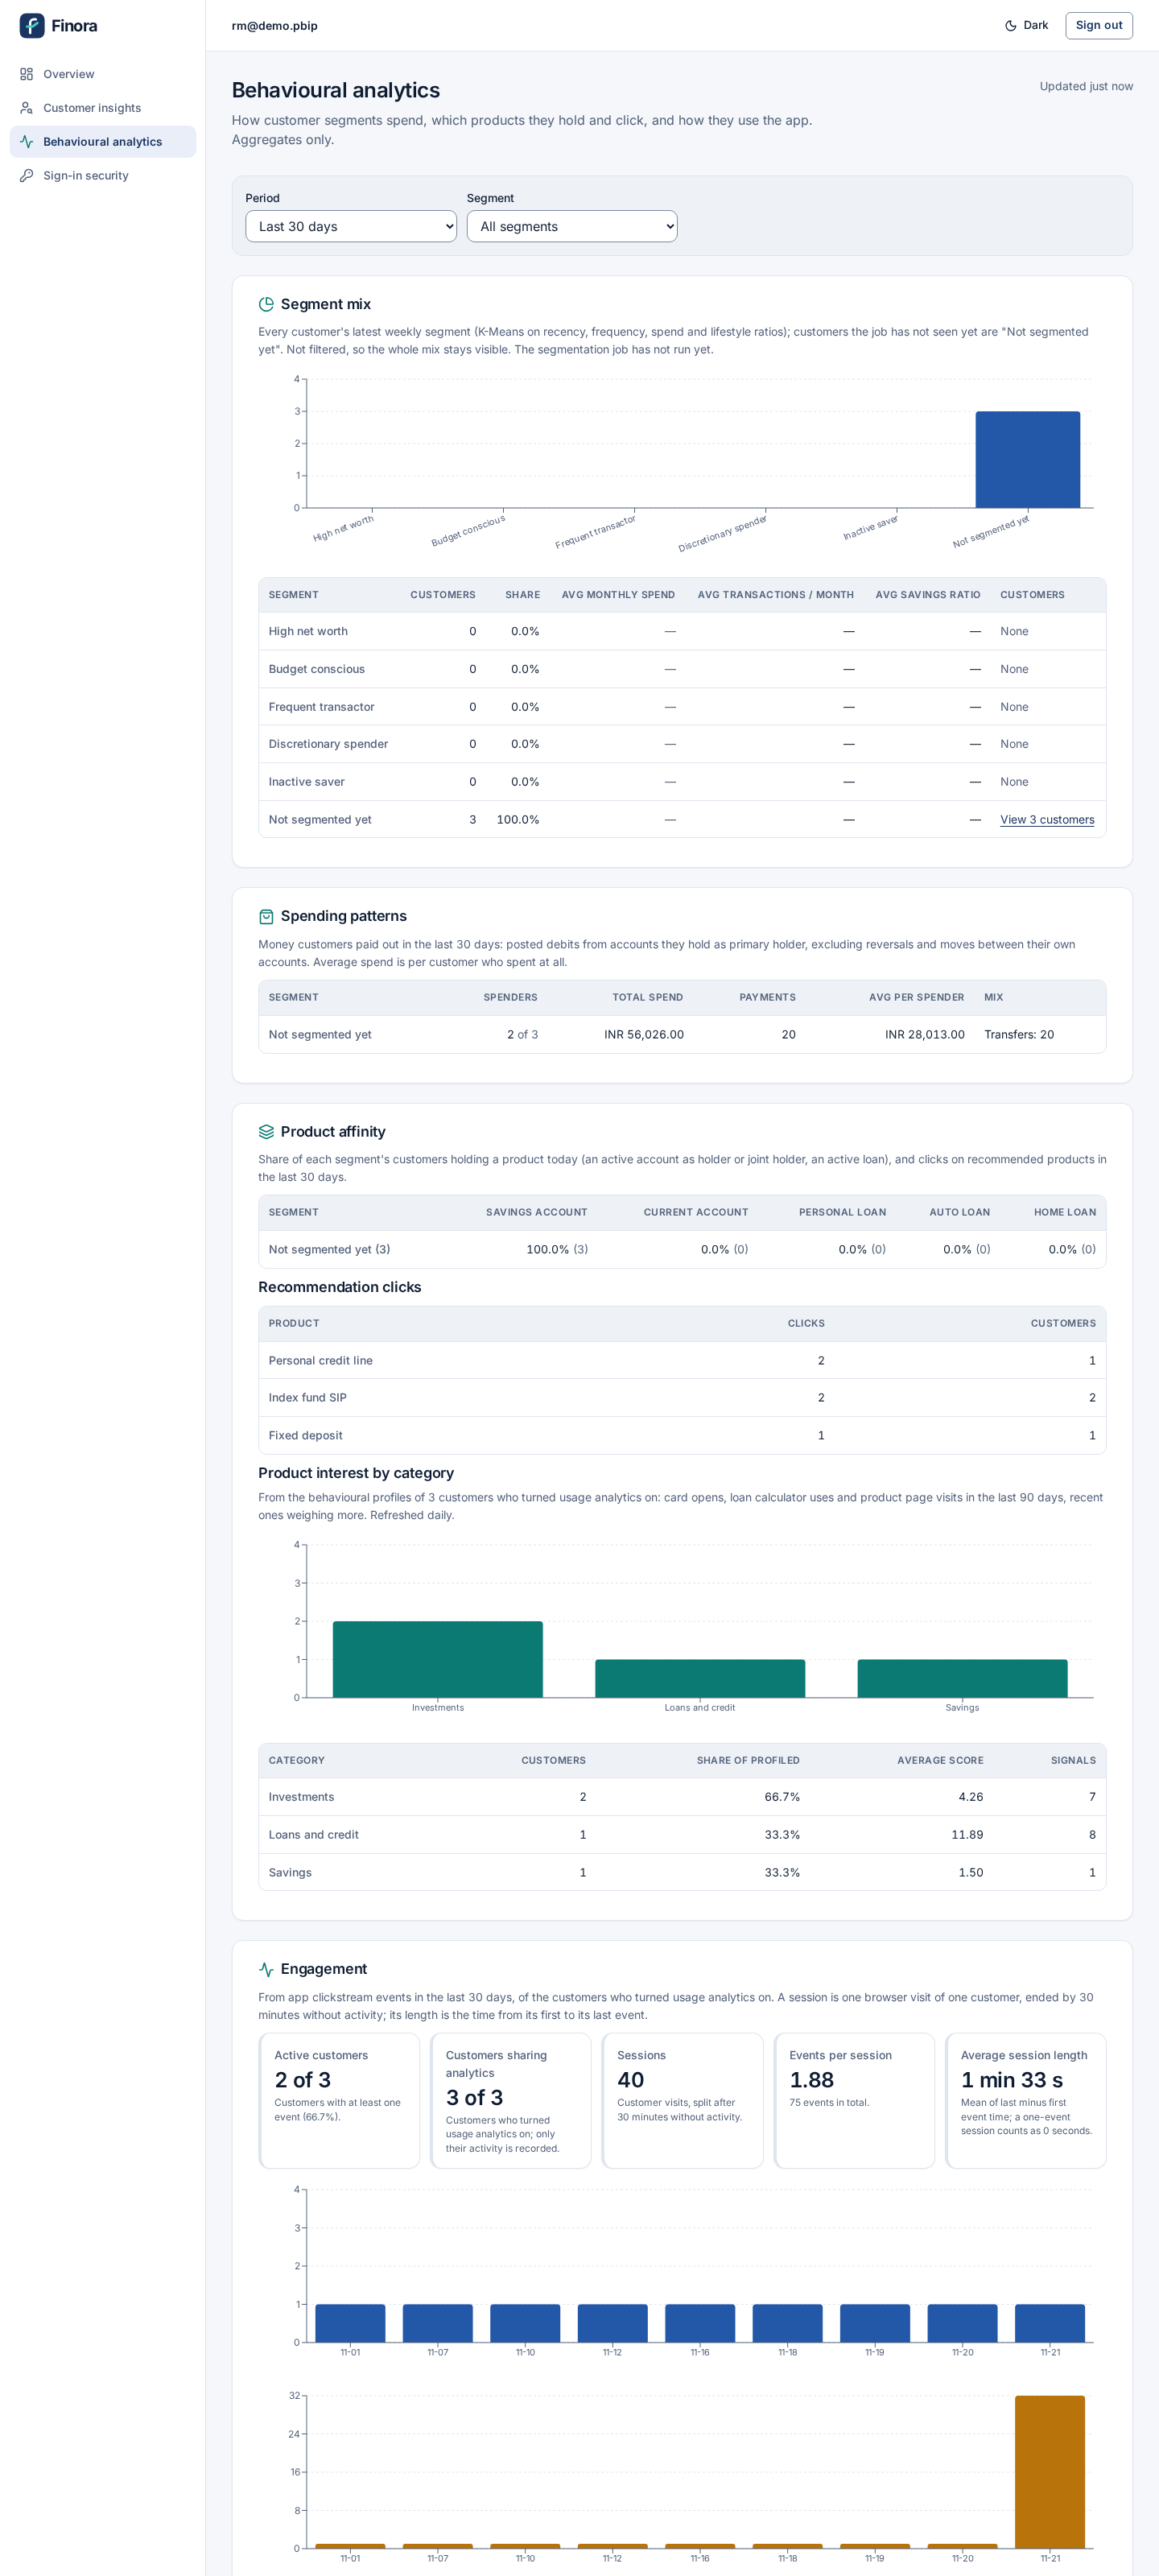 Finora
rm@demo.pbip
Dark
Sign out
Overview
Customer insights
Behavioural analytics
Sign-in security
Behavioural analytics
Updated just now
How customer segments spend, which products they hold and click, and how they use the app.
Aggregates only.
Period
Segment
Last 30 days
All segments
Segment mix
Every customer's latest weekly segment (K-Means on recency, frequency, spend and lifestyle ratios); customers the job has not seen yet are "Not segmented
yet". Not filtered, so the whole mix stays visible. The segmentation job has not run yet.
4
3
2
1
0
High net worth
Budget conscious
Frequent transactor
Discretionary spender
Inactive saver
Not segmented yet
SEGMENT CUSTOMERS SHARE AVG MONTHLY SPEND AVG TRANSACTIONS / MONTH AVG SAVINGS RATIO CUSTOMERS
High net worth 0 0.0% — — — None
Budget conscious 0 0.0% — — — None
Frequent transactor 0 0.0% — — — None
Discretionary spender 0 0.0% — — — None
Inactive saver 0 0.0% — — — None
Not segmented yet 3 100.0% — — — View 3 customers
Spending patterns
Money customers paid out in the last 30 days: posted debits from accounts they hold as primary holder, excluding reversals and moves between their own
accounts. Average spend is per customer who spent at all.
SEGMENT SPENDERS TOTAL SPEND PAYMENTS AVG PER SPENDER MIX
Not segmented yet 2 of 3 INR 56,026.00 20 INR 28,013.00 Transfers: 20
Product affinity
Share of each segment's customers holding a product today (an active account as holder or joint holder, an active loan), and clicks on recommended products in
the last 30 days.
SEGMENT SAVINGS ACCOUNT CURRENT ACCOUNT PERSONAL LOAN AUTO LOAN HOME LOAN
Not segmented yet (3) 100.0% (3) 0.0% (0) 0.0% (0) 0.0% (0) 0.0% (0)
Recommendation clicks
PRODUCT CLICKS CUSTOMERS
Personal credit line 2 1
Index fund SIP 2 2
Fixed deposit 1 1
Product interest by category
From the behavioural profiles of 3 customers who turned usage analytics on: card opens, loan calculator uses and product page visits in the last 90 days, recent
ones weighing more. Refreshed daily.
4
3
2
1
0
Investments
Loans and credit
Savings
CATEGORY CUSTOMERS SHARE OF PROFILED AVERAGE SCORE SIGNALS
Investments 2 66.7% 4.26 7
Loans and credit 1 33.3% 11.89 8
Savings 1 33.3% 1.50 1
Engagement
From app clickstream events in the last 30 days, of the customers who turned usage analytics on. A session is one browser visit of one customer, ended by 30
minutes without activity; its length is the time from its first to its last event.
Active customers
2 of 3
Customers with at least one
event (66.7%).
Customers sharing
analytics
3 of 3
Customers who turned
usage analytics on; only
their activity is recorded.
Sessions
40
Customer visits, split after
30 minutes without activity.
Events per session
1.88
75 events in total.
Average session length
1 min 33 s
Mean of last minus first
event time; a one-event
session counts as 0 seconds.
4
3
2
1
0
11-01 11-07 11-10 11-12 11-16 11-18 11-19 11-20 11-21
32
24
16
8
0
11-01 11-07 11-10 11-12 11-16 11-18 11-19 11-20 11-21